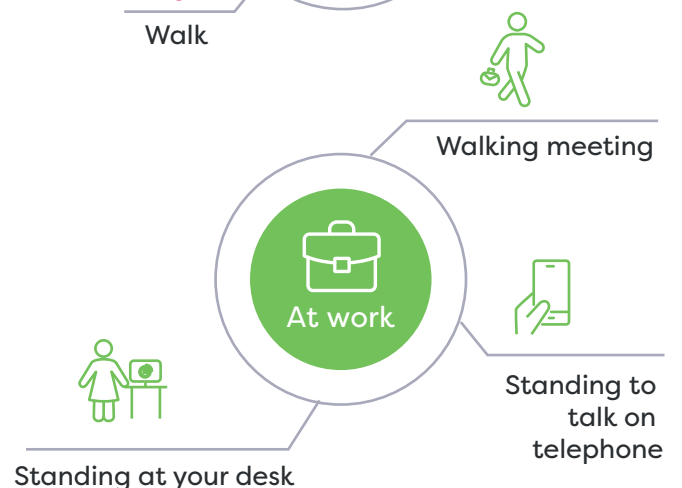 Walk
Walking meeting
At work
Standing to
talk on
telephone
Standing at your desk